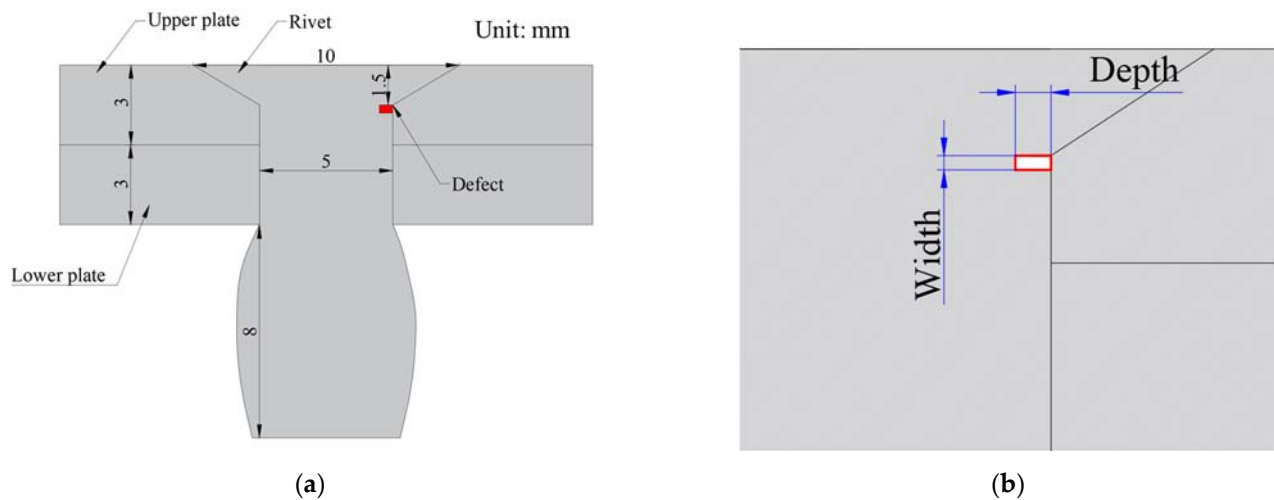 Upper plate
Rivet
Unit: mm
10
1.5
3
5
3
Defect
Lower plate
8
(a)
Depth
Width
(b)